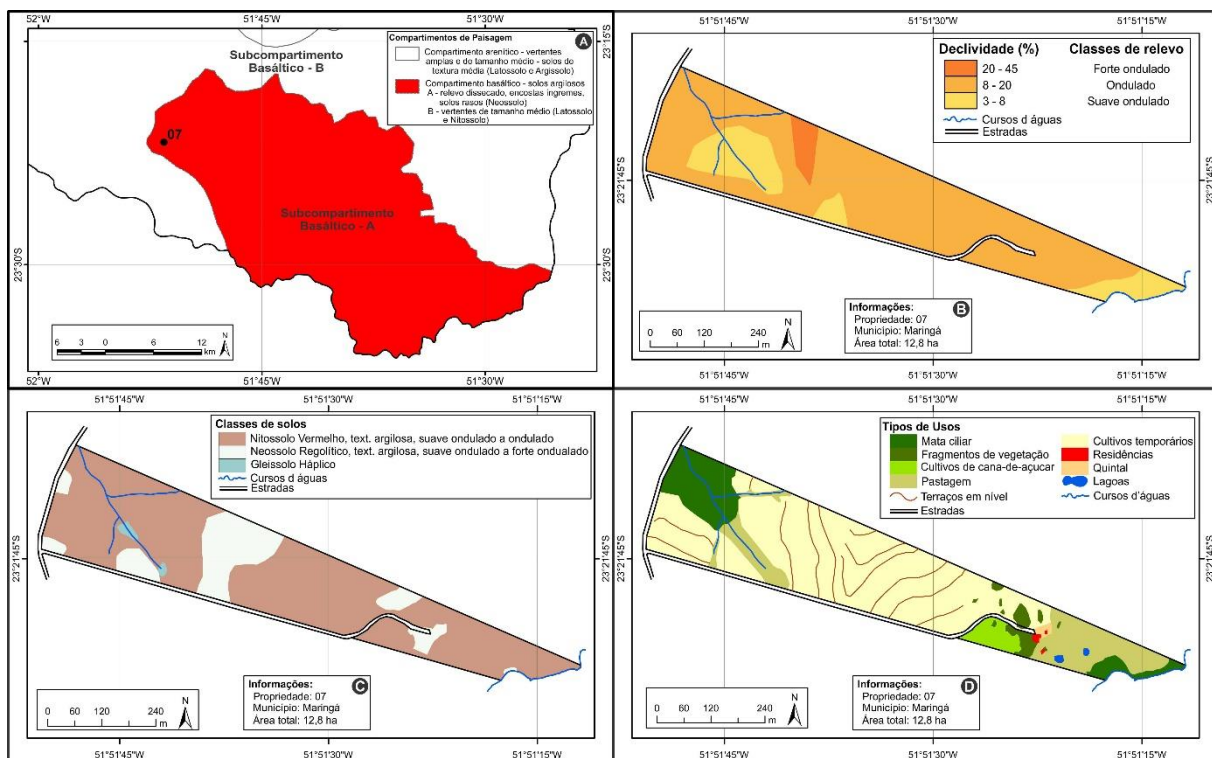 52°W
51°45'W
51°30'W
Subcompartimento
Basáltico - B
07
Subcompartimento
Basáltico - A
Compartimentos de Paisagem
A
Compartimento arenítico - vertentes
amplas e de tamanho médio - solos de
textura média (Latossolo e Argissolo)
Compartimento basáltico - solos argilosos
A - relevo dissecado, encostas ingremes,
solos rasos (Neossolo)
B - vertentes de tamanho médio (Latossolo
e Nitossolo)
23°15'S
23°30'S
23°30'S
6 3 0 6 12
km
N
52°W
51°45'W
51°30'W
51°51'45"W
51°51'30"W
51°51'15"W
Declividade (%) Classes de relevo
20 - 45 Forte ondulado
8 - 20 Ondulado
3 - 8 Suave ondulado
Cursos d águas
Estradas
23°21'45"S
23°21'45"S
0 60 120 240
m
N
Informações:
Propriedade: 07
Município: Maringá
Área total: 12,8 ha
B
51°51'45"W
51°51'30"W
51°51'15"W
51°51'45"W
51°51'30"W
51°51'15"W
Classes de solos
Nitossolo Vermelho, text. argilosa, suave ondulado a ondulado
Neossolo Regolítico, text. argilosa, suave ondulado a forte ondualado
Gleissolo Háplico
Cursos d águas
Estradas
23°21'45"S
23°21'45"S
0 60 120 240
m
N
Informações:
Propriedade: 07
Município: Maringá
Área total: 12,8 ha
C
51°51'45"W
51°51'30"W
51°51'15"W
51°51'45"W
51°51'30"W
51°51'15"W
Tipos de Usos
Mata ciliar
Fragmentos de vegetação
Cultivos de cana-de-açucar
Pastagem
Terraços em nível
Estradas
Cultivos temporários
Residências
Quintal
Lagoas
Cursos d'águas
23°21'45"S
23°21'45"S
0 60 120 240
m
N
Informações:
Propriedade: 07
Município: Maringá
Área total: 12,8 ha
D
51°51'45"W
51°51'30"W
51°51'15"W